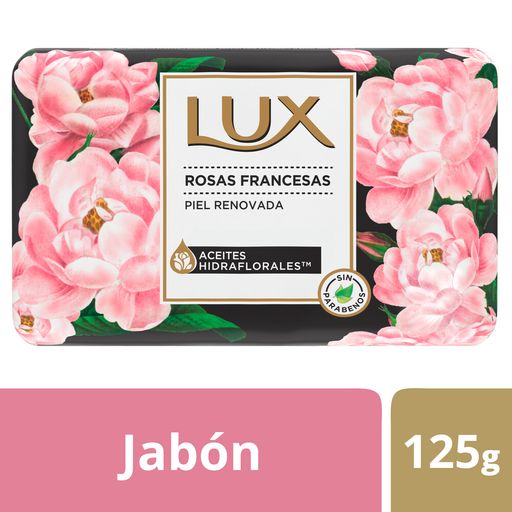 LUX
ROSAS FRANCESAS
PIEL RENOVADA
ACEITES
HIDRAFLORALES™
SIN
PARABENOS
Jabón
125g